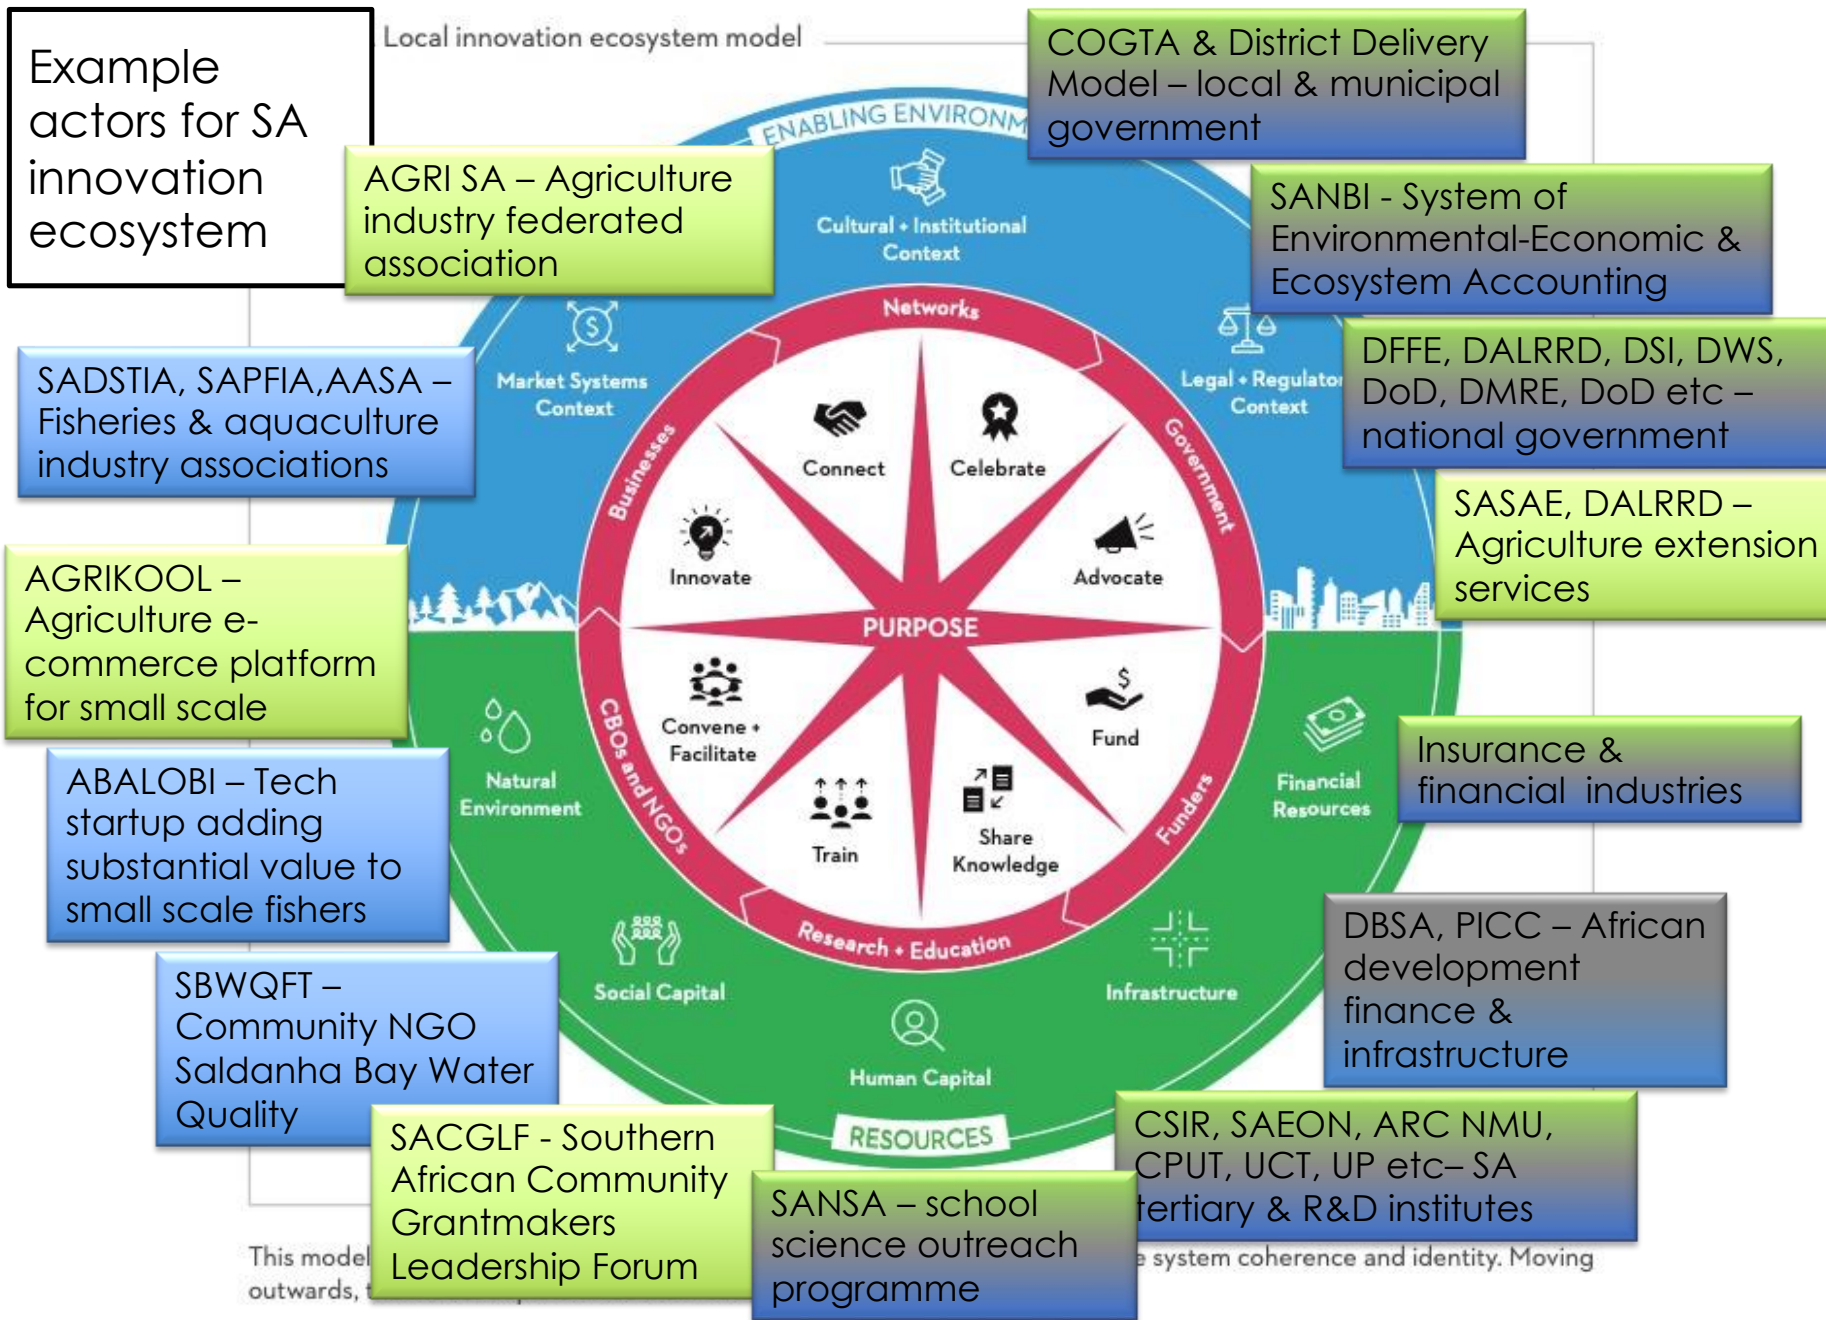 Example
actors for SA
innovation
ecosystem
Local innovation ecosystem model
COGTA & District Delivery
Model – local & municipal
government
ENABLING
AGRI SA – Agriculture
industry federated
association
Cultural + Institutional
Context
SANBI - System of
Environmental-Economic &
Ecosystem Accounting
Networks
SADSTIA, SAPFIA,AASA –
Fisheries & aquaculture
industry associations
Market Systems
Context
Legal +
Context
DFFE, DALRRD, DSI, DWS,
DoD, DMRE, DoD etc –
national government
Businesses
Government
Connect
Celebrate
SASAE, DALRRD –
Agriculture extension
services
Innovate
Advocate
AGRIKOOL –
Agriculture e-
commerce platform
for small scale
PURPOSE
CBOs and NGOs
Convene +
Facilitate
Fund
$
Natural
Environment
Financial
Resources
Insurance &
financial industries
ABALOBI – Tech
startup adding
substantial value to
small scale fishers
Train
Share
Knowledge
Funders
Research + Education
DBSA, PICC – African
development
finance &
infrastructure
Social Capital
Infrastructure
SBWQFT –
Community NGO
Saldanha Bay Water
Quality
Human Capital
RESOURCES
SACGLF - Southern
African Community
Grantmakers
Leadership Forum
CSIR, SAEON, ARC NMU,
CPUT, UCT, UP etc– SA
tertiary & R&D institutes
SANSA – school
science outreach
programme
This model
system coherence and identity. Moving
outwards,